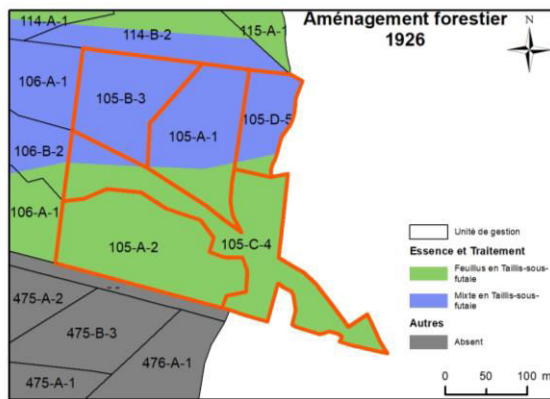 Aménagement forestier
1926
N
114-A-1
115-A-1
114-B-2
106-A-1
105-B-3
105-D-5
105-A-1
106-B-2
106-A-1
105-A-2
105-C-4
475-A-2
475-B-3
476-A-1
475-A-1
Unité de gestion
Essence et Traitement
Feuillus en Taillis-sous-
futaie
Mixte en Taillis-sous-
futaie
Autres
Absent
0 50 100 m